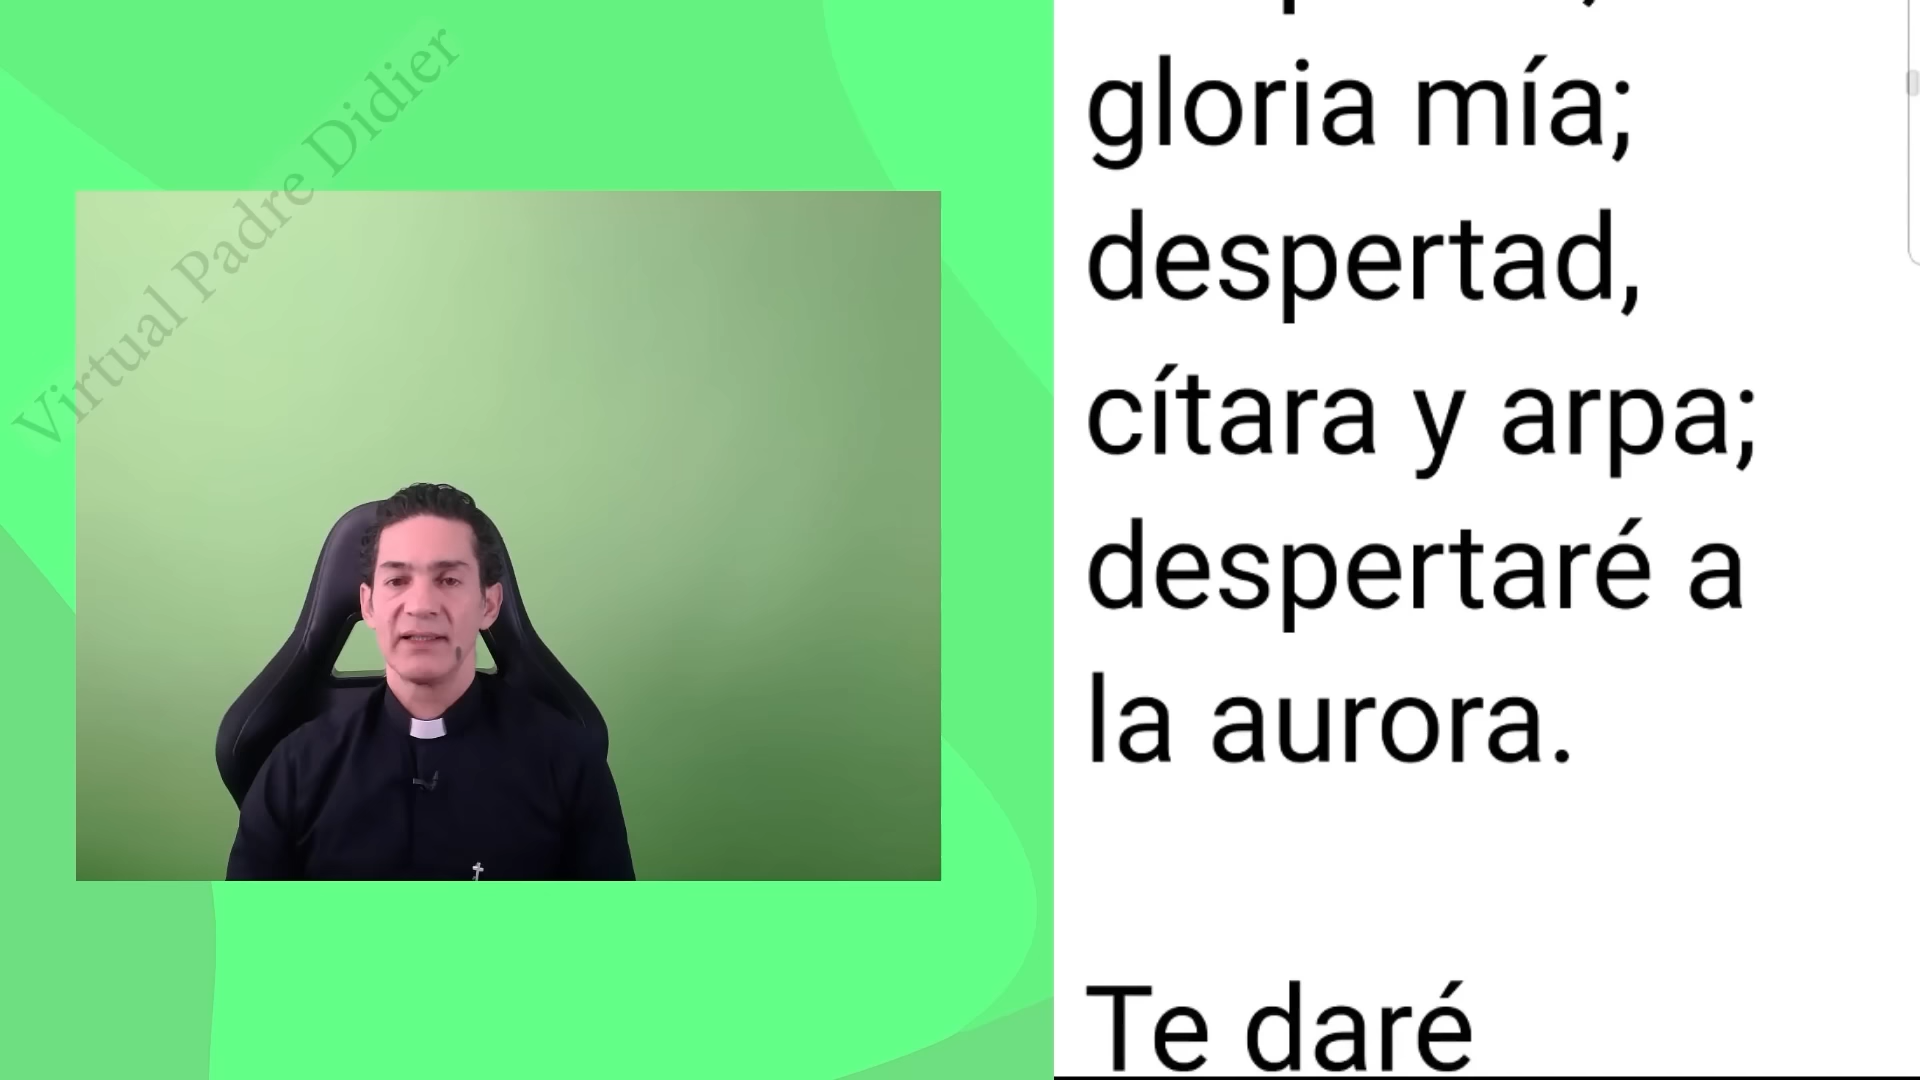 Virtual Padre Didier
gloria mía;
despertad,
cítara y arpa;
despertaré a
la aurora.
Te daré